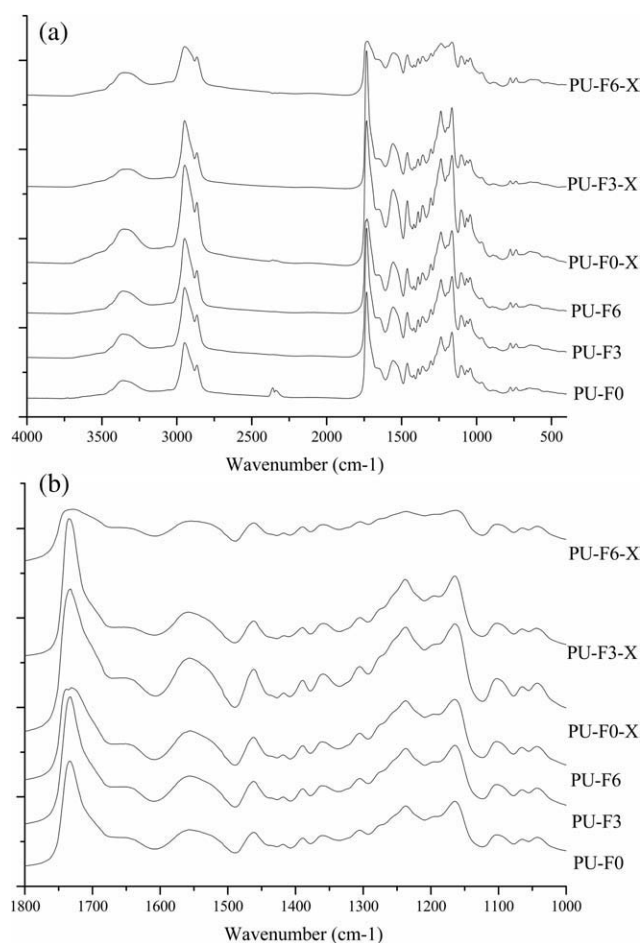 (a)
PU-F6-X
PU-F3-X
PU-F0-X
PU-F6
PU-F3
PU-F0
4000 3500 3000 2500 2000 1500 1000 500
Wavenumber (cm-1)
(b)
PU-F6-X
PU-F3-X
PU-F0-X
PU-F6
PU-F3
PU-F0
1800 1700 1600 1500 1400 1300 1200 1100 1000
Wavenumber (cm-1)